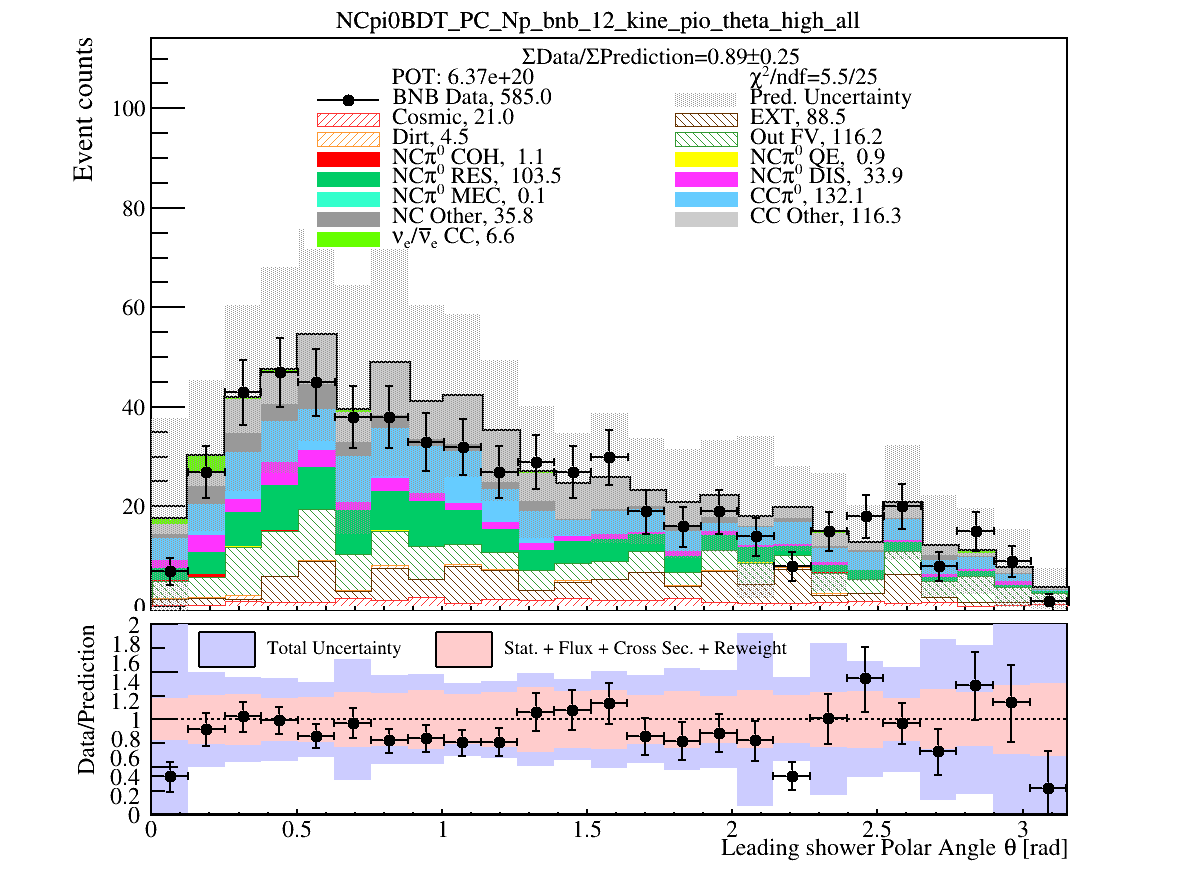 NCpi0BDT_PC_Np_bnb_12_kine_pio_theta_high_all
ΣData/ΣPrediction=0.89±0.25
POT: 6.37e+20
χ²/ndf=5.5/25
BNB Data, 585.0
Pred. Uncertainty
Cosmic, 21.0
EXT, 88.5
Dirt, 4.5
Out FV, 116.2
NCπ⁰ COH, 1.1
NCπ⁰ QE, 0.9
NCπ⁰ RES, 103.5
NCπ⁰ DIS, 33.9
NCπ⁰ MEC, 0.1
CCπ⁰, 132.1
NC Other, 35.8
CC Other, 116.3
νₑ/ν̅ₑ CC, 6.6
Event counts
100
80
60
40
20
0
Total Uncertainty
Stat. + Flux + Cross Sec. + Reweight
Data/Prediction
2
1.8
1.6
1.4
1.2
1
0.8
0.6
0.4
0.2
0
0
0.5
1
1.5
2
2.5
3
Leading shower Polar Angle θ [rad]